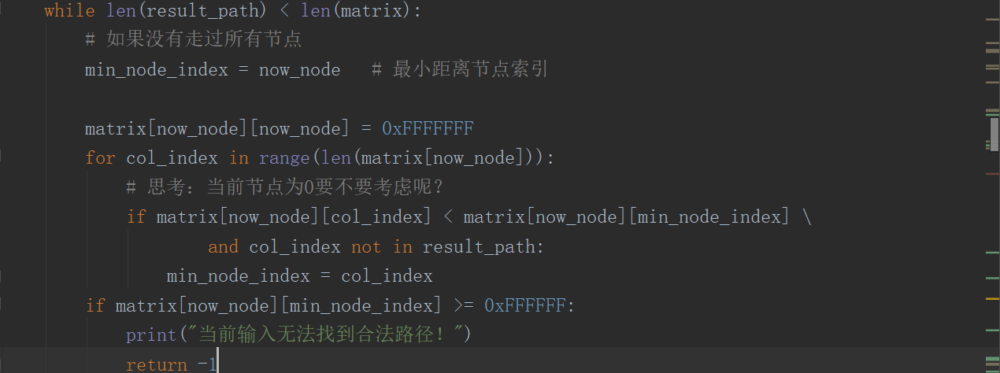 while len(result_path) < len(matrix):
# 如果没有走过所有节点
min_node_index = now_node   # 最小距离节点索引
matrix[now_node][now_node] = 0xFFFFFFF
for col_index in range(len(matrix[now_node])):
# 思考：当前节点为0要不要考虑呢？
if matrix[now_node][col_index] < matrix[now_node][min_node_index] \
and col_index not in result_path:
min_node_index = col_index
if matrix[now_node][min_node_index] >= 0xFFFFFF:
print("当前输入无法找到合法路径！")
return -1